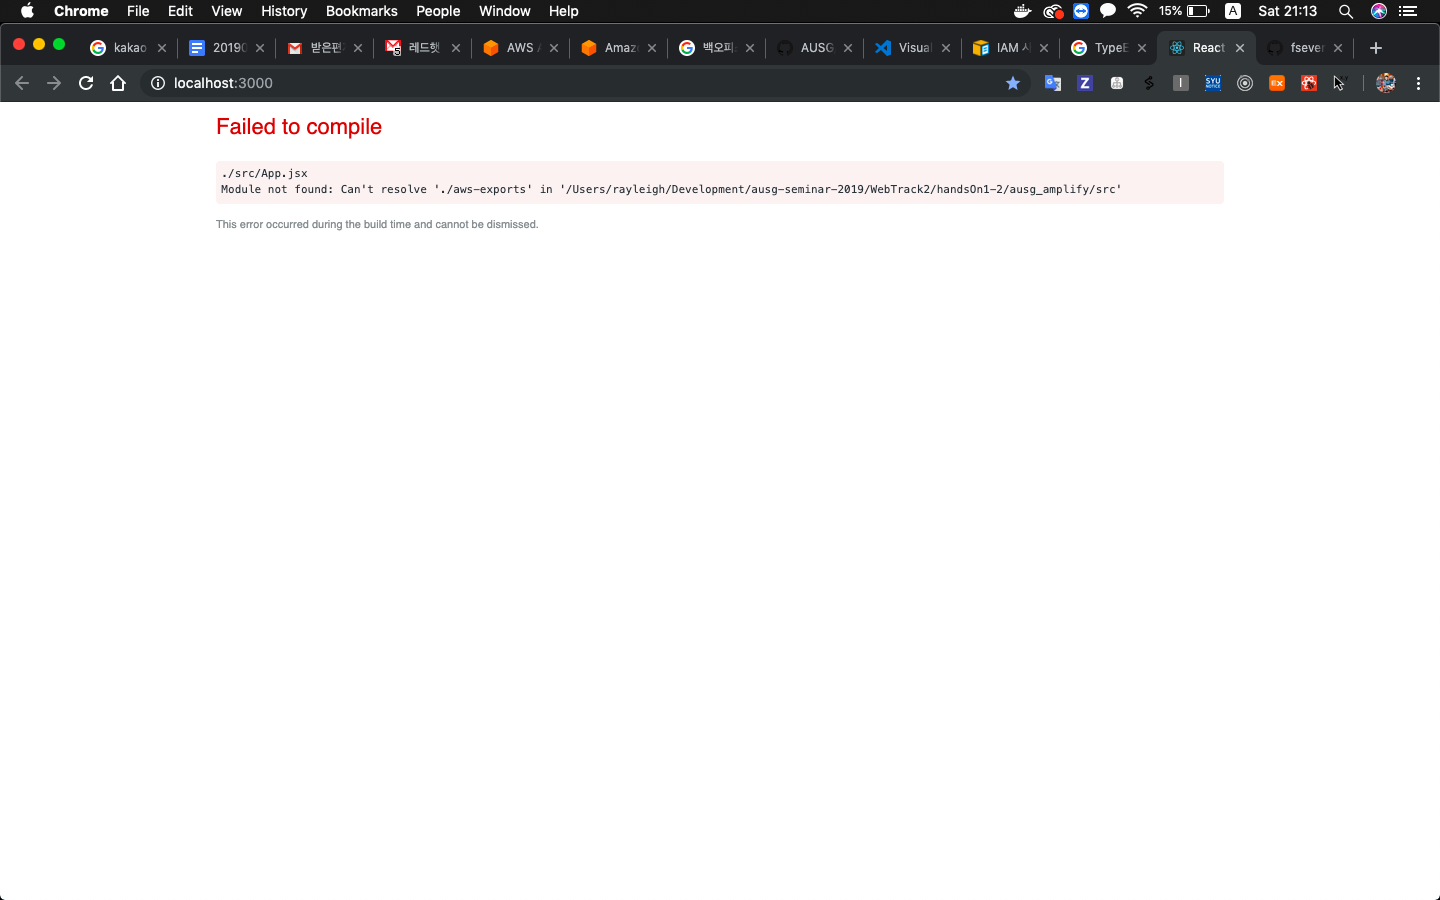 Chrome File Edit View History Bookmarks People Window Help 15% A Sat 21:13
kakao 2019 받은편 레드햇 AWS Amaz 백오피 AUSG Visual IAM TypeE React fsever
localhost:3000
Failed to compile
./src/App.jsx
Module not found: Can't resolve './aws-exports' in '/Users/rayleigh/Development/ausg-seminar-2019/WebTrack2/handsOn1-2/ausg_amplify/src'
This error occurred during the build time and cannot be dismissed.